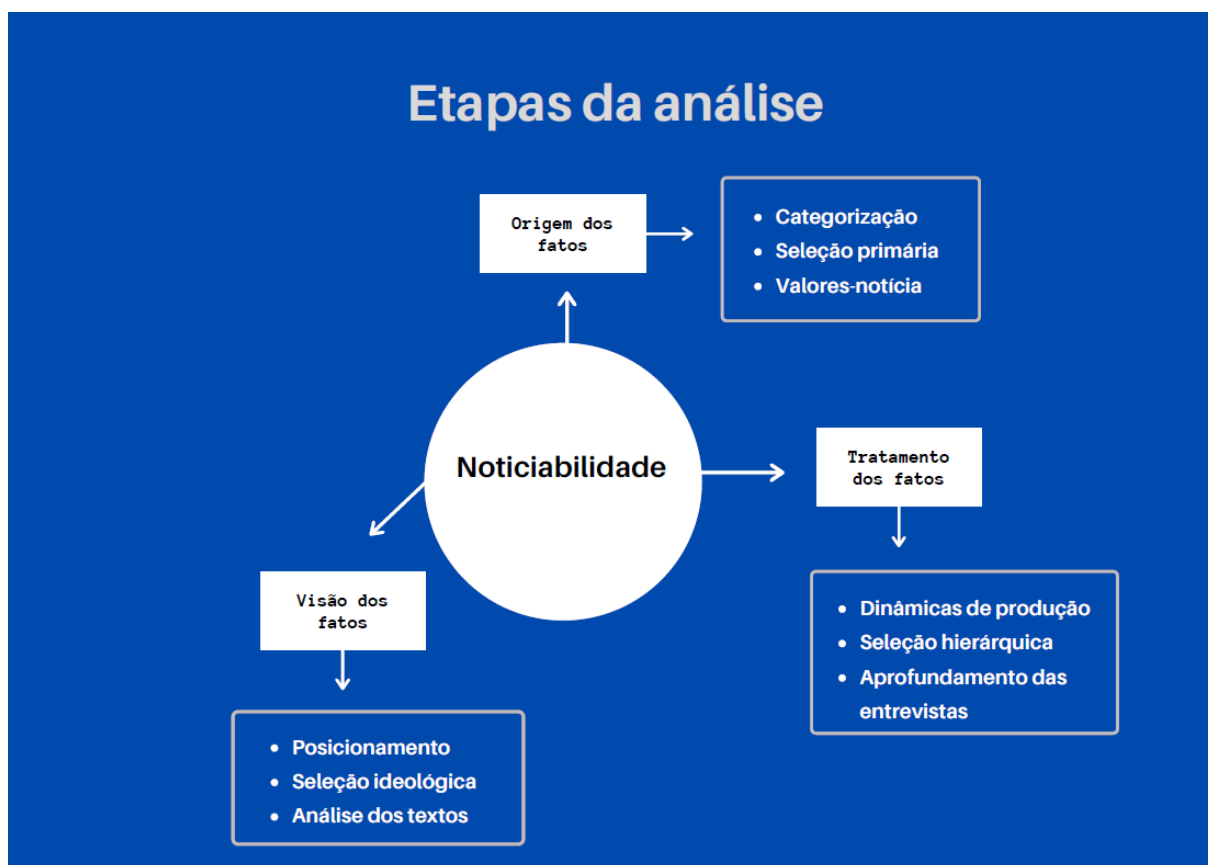 Etapas da análise
Origem dos
fatos
• Categorização
• Seleção primária
• Valores-notícia
Noticiabilidade
Tratamento
dos fatos
• Dinâmicas de produção
• Seleção hierárquica
• Aprofundamento das
entrevistas
Visão dos
fatos
• Posicionamento
• Seleção ideológica
• Análise dos textos